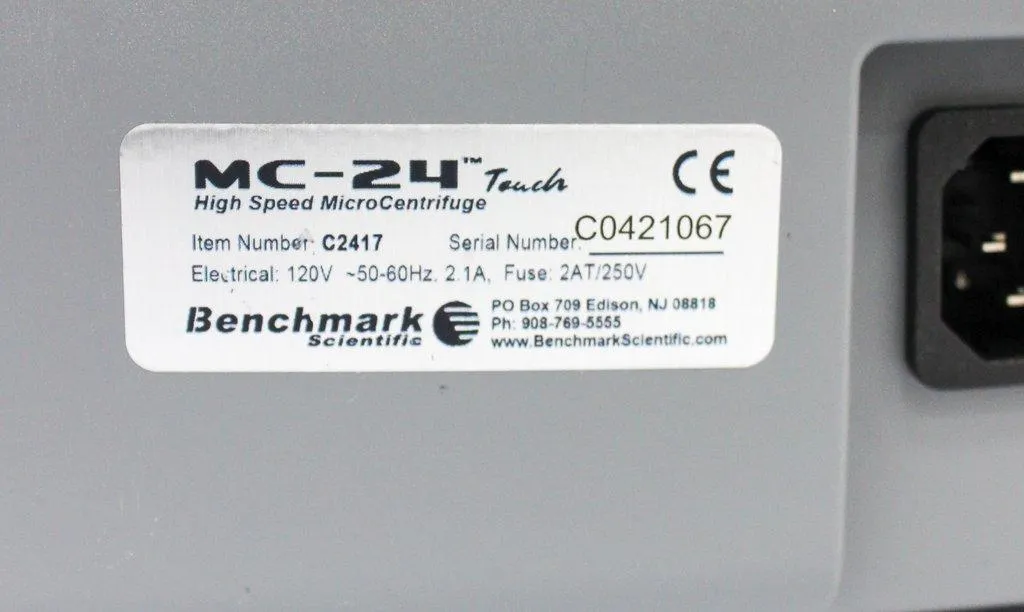 MC-24™ Touch
CE
High Speed MicroCentrifuge
Item Number: C2417 Serial Number: C0421067
Electrical: 120V ~50-60Hz, 2.1A, Fuse: 2AT/250V
Benchmark Scientific
PO Box 709 Edison, NJ 08818
Ph: 908-769-5555
www.BenchmarkScientific.com